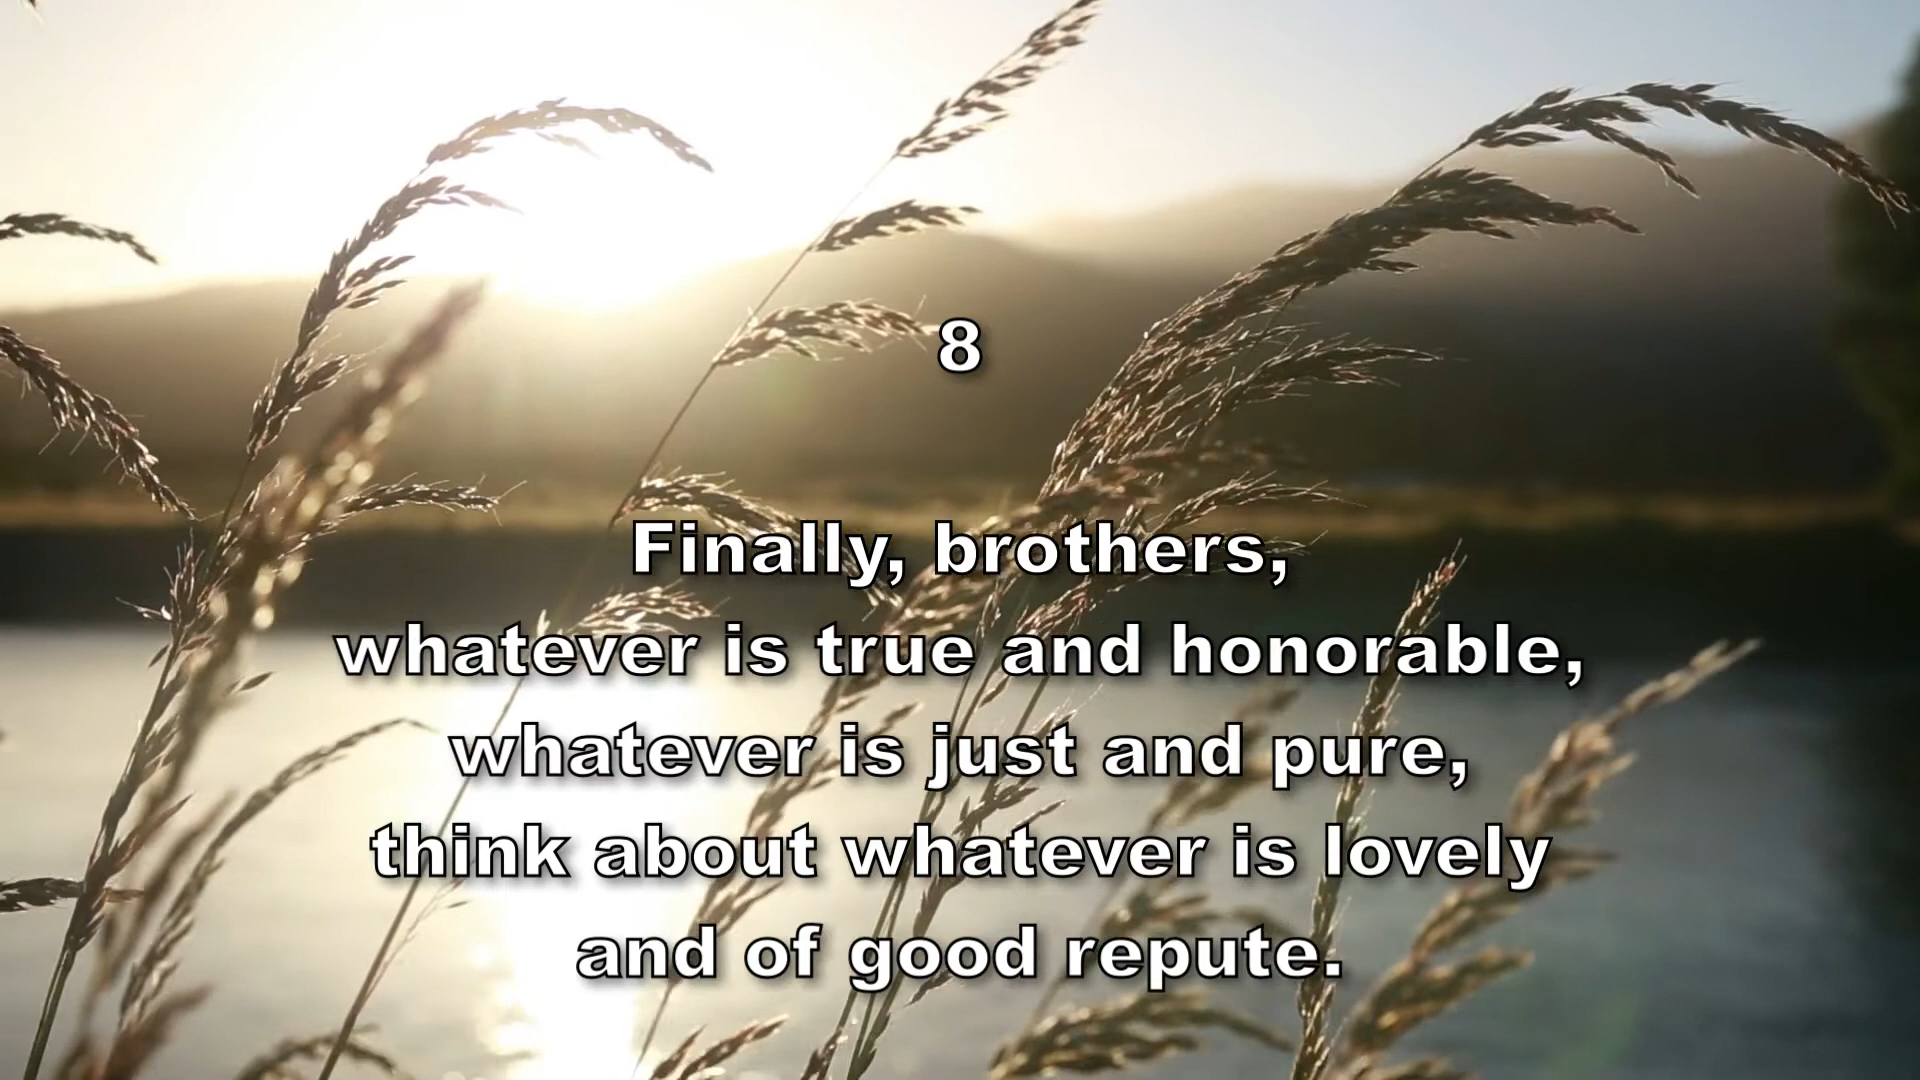 8
Finally, brothers,
whatever is true and honorable,
whatever is just and pure,
think about whatever is lovely
and of good repute.